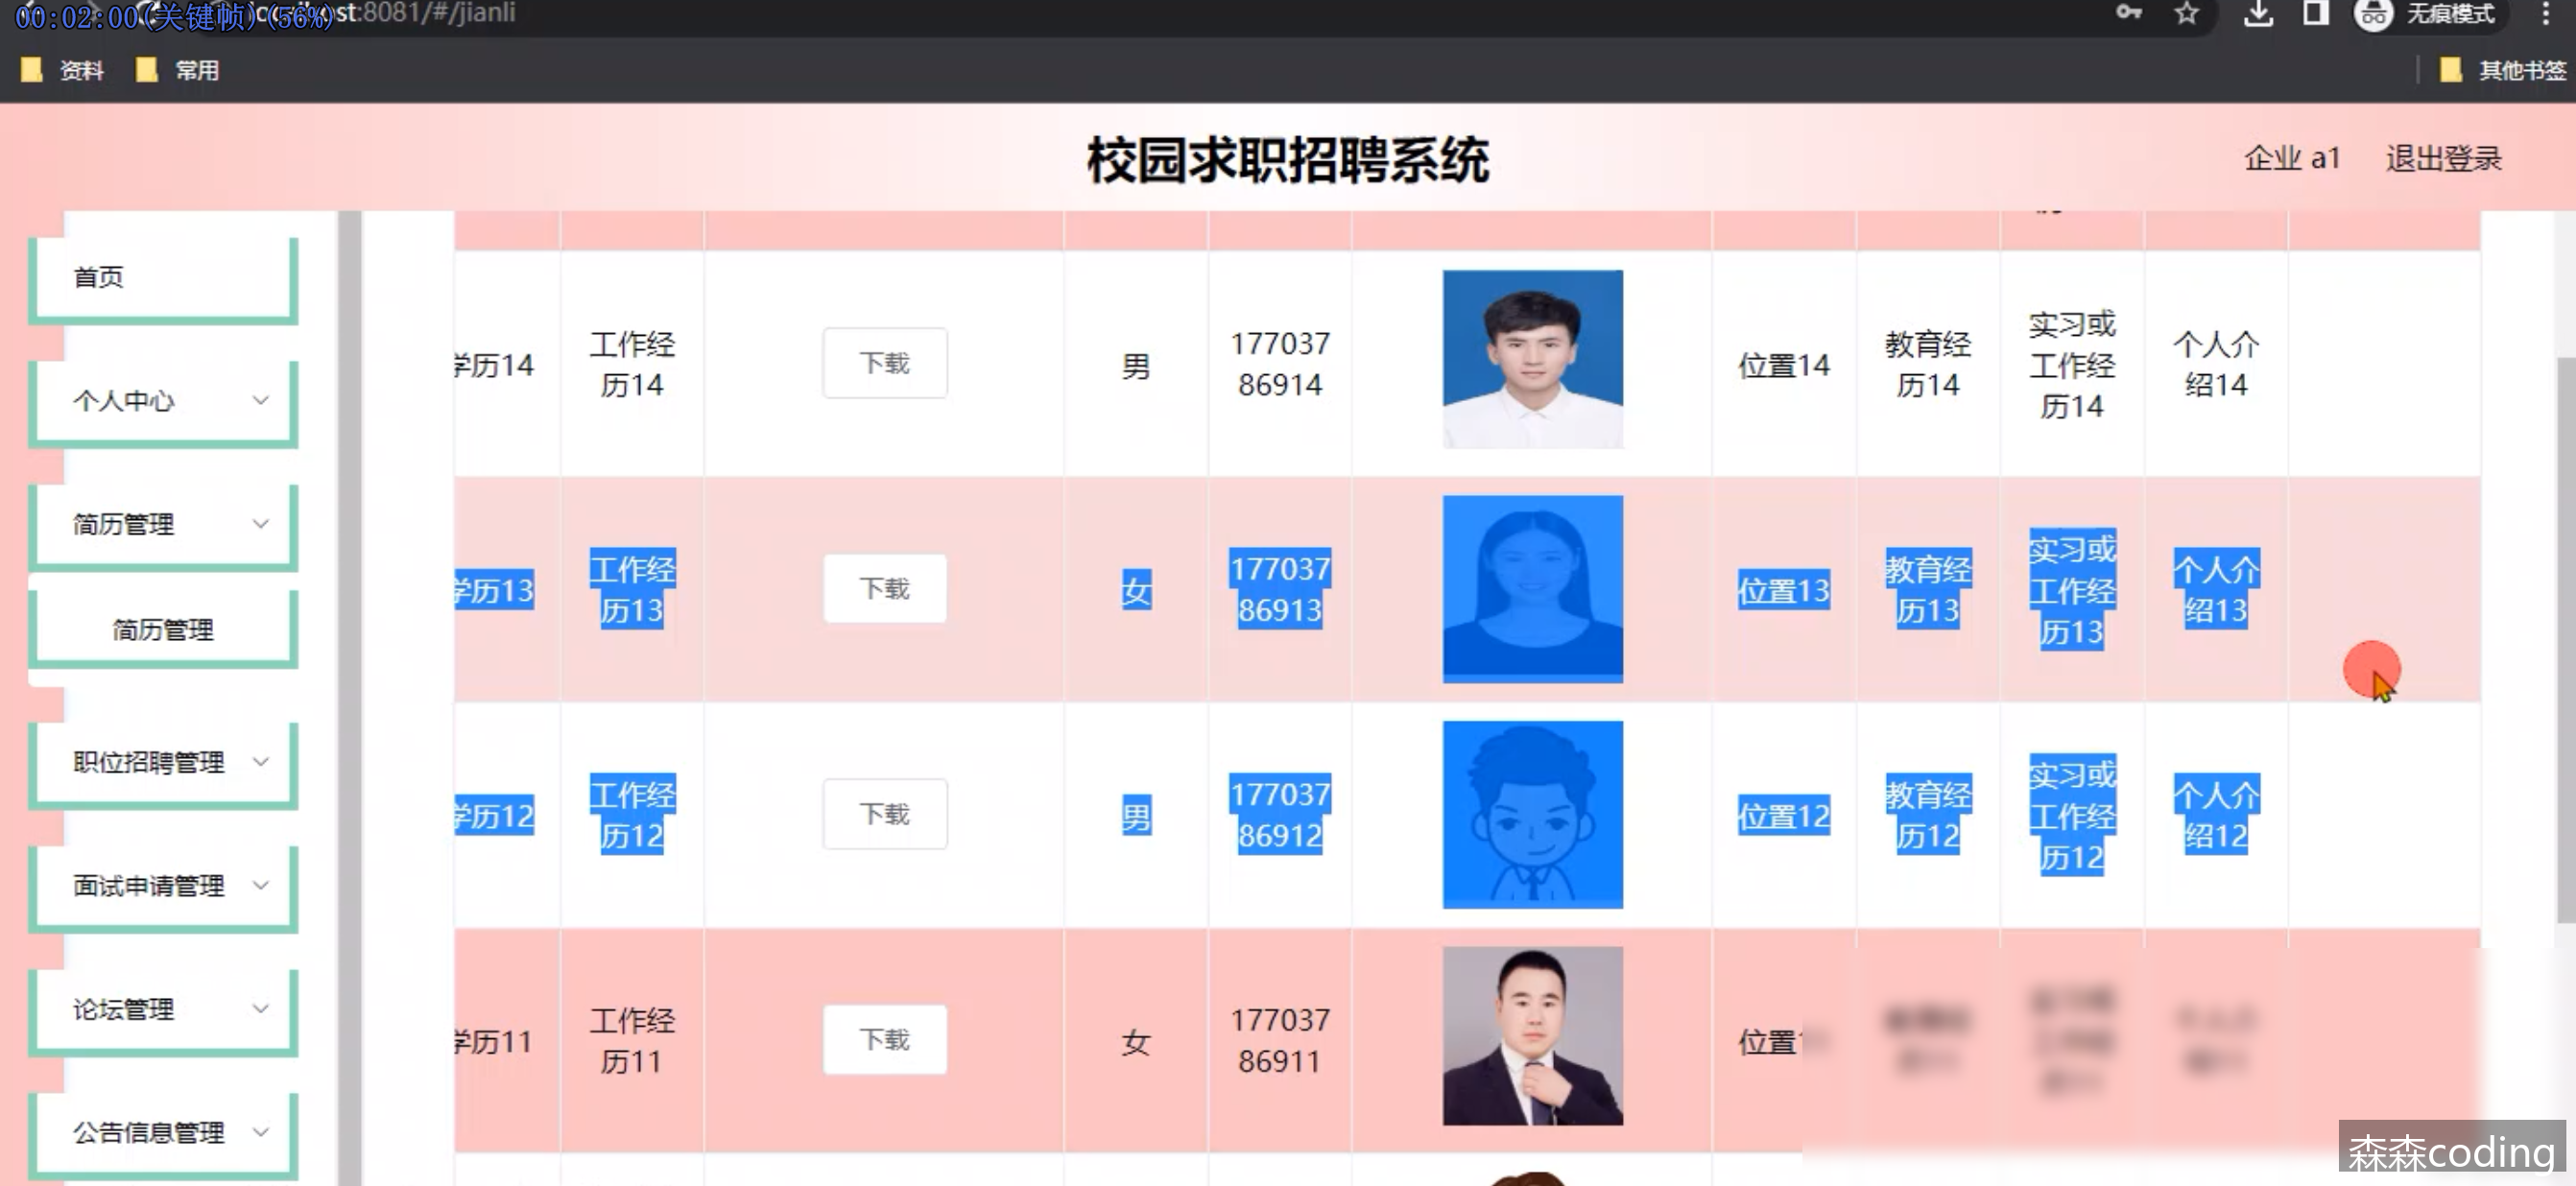 00:02:00(关键帧)(56%)
localhost:8081/#/jianli
无痕模式
资料
常用
其他书签
校园求职招聘系统
企业 a1
退出登录
首页
个人中心
简历管理
简历管理
职位招聘管理
面试申请管理
论坛管理
公告信息管理
学历14
工作经
历14
下载
男
177037
86914
位置14
教育经
历14
实习或
工作经
历14
个人介
绍14
学历13
工作经
历13
下载
女
177037
86913
位置13
教育经
历13
实习或
工作经
历13
个人介
绍13
学历12
工作经
历12
下载
男
177037
86912
位置12
教育经
历12
实习或
工作经
历12
个人介
绍12
学历11
工作经
历11
下载
女
177037
86911
位置
森森coding